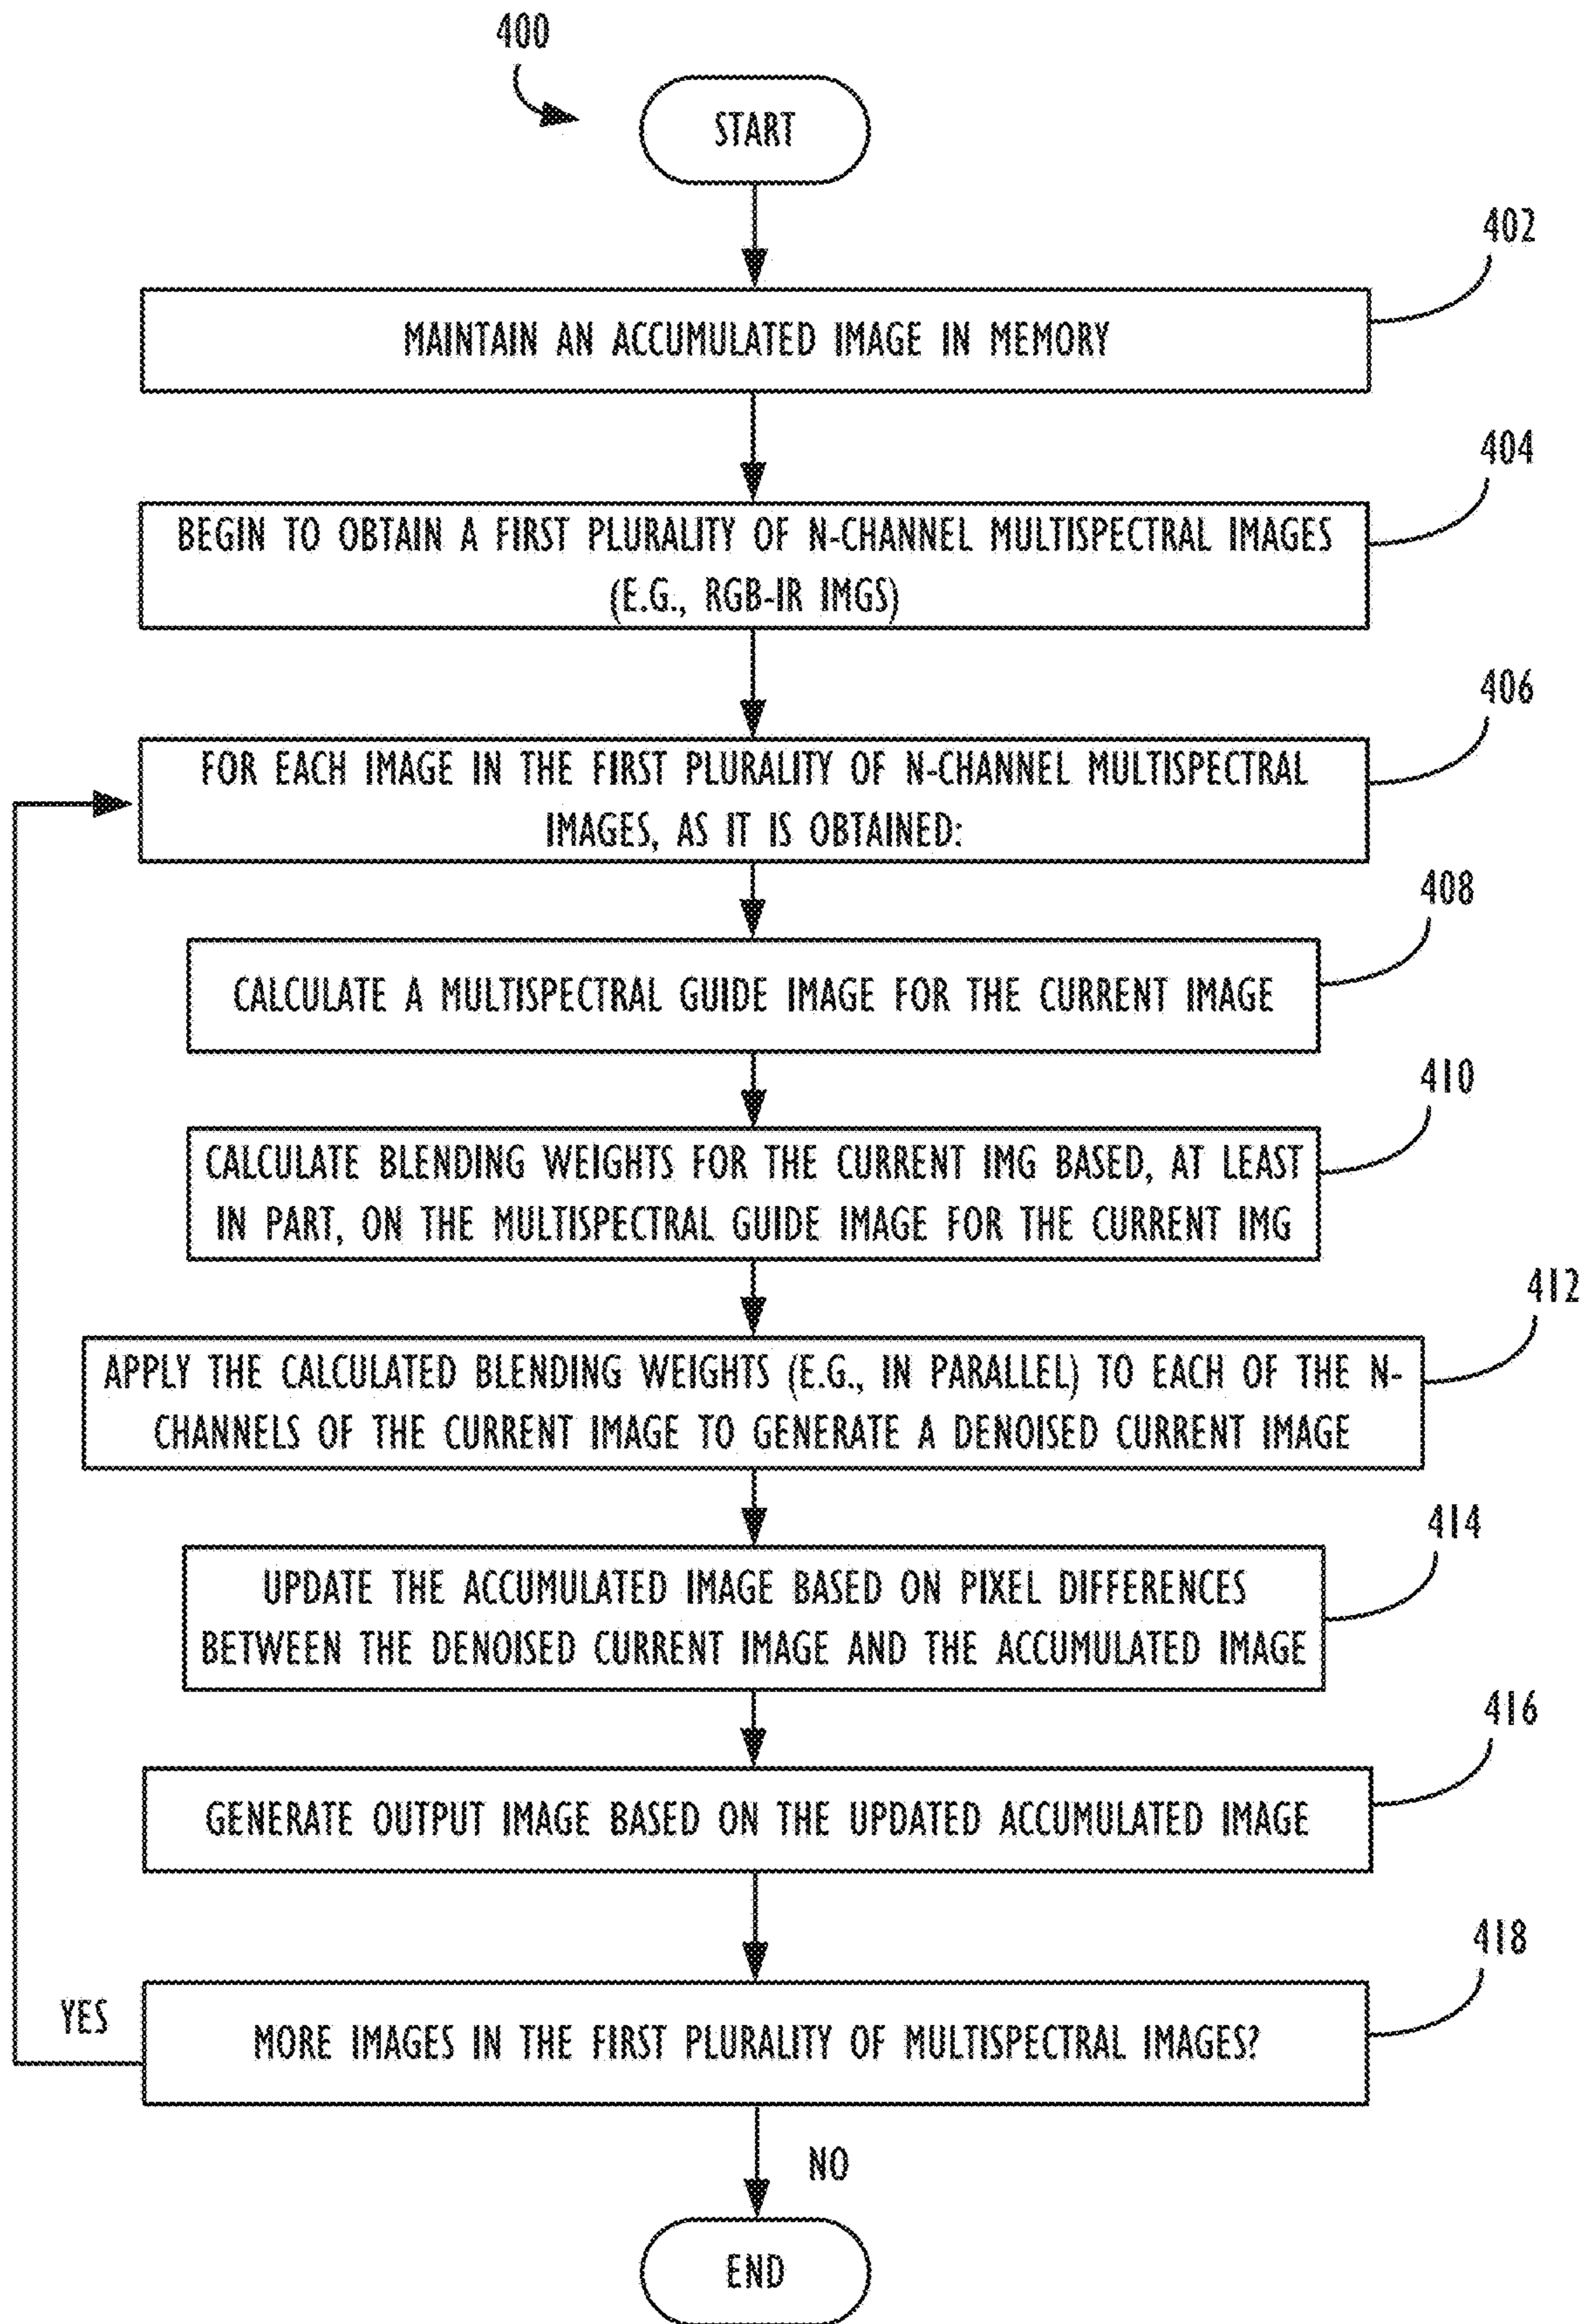 400
START
402
MAINTAIN AN ACCUMULATED IMAGE IN MEMORY
404
BEGIN TO OBTAIN A FIRST PLURALITY OF N-CHANNEL MULTISPECTRAL IMAGES
(E.G., RGB-IR IMGS)
406
FOR EACH IMAGE IN THE FIRST PLURALITY OF N-CHANNEL MULTISPECTRAL
IMAGES, AS IT IS OBTAINED:
408
CALCULATE A MULTISPECTRAL GUIDE IMAGE FOR THE CURRENT IMAGE
410
CALCULATE BLENDING WEIGHTS FOR THE CURRENT IMG BASED, AT LEAST
IN PART, ON THE MULTISPECTRAL GUIDE IMAGE FOR THE CURRENT IMG
412
APPLY THE CALCULATED BLENDING WEIGHTS (E.G., IN PARALLEL) TO EACH OF THE N-
CHANNELS OF THE CURRENT IMAGE TO GENERATE A DENOISED CURRENT IMAGE
414
UPDATE THE ACCUMULATED IMAGE BASED ON PIXEL DIFFERENCES
BETWEEN THE DENOISED CURRENT IMAGE AND THE ACCUMULATED IMAGE
416
GENERATE OUTPUT IMAGE BASED ON THE UPDATED ACCUMULATED IMAGE
418
YES
MORE IMAGES IN THE FIRST PLURALITY OF MULTISPECTRAL IMAGES?
NO
END